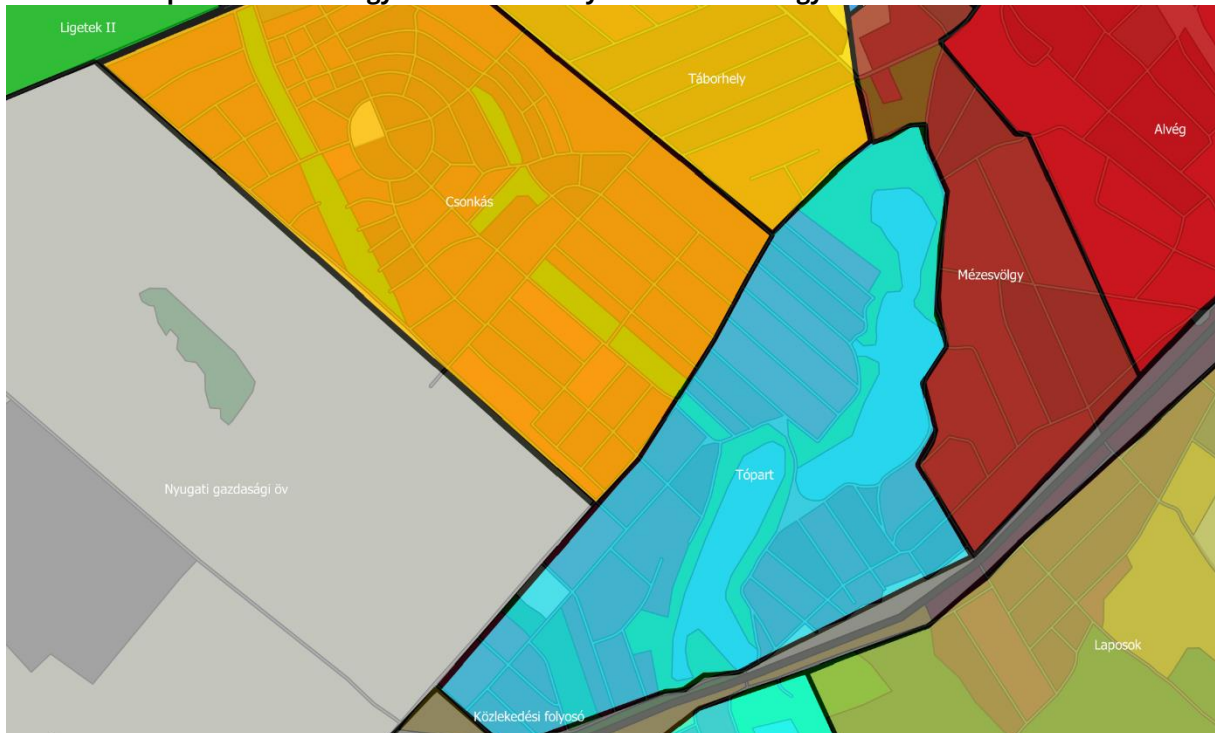 Ligetek II
Táborhely
Alvég
Csonkás
Mézesvölgy
Tópart
Nyugati gazdasági öv
Laposok
Közlekedési folyosó